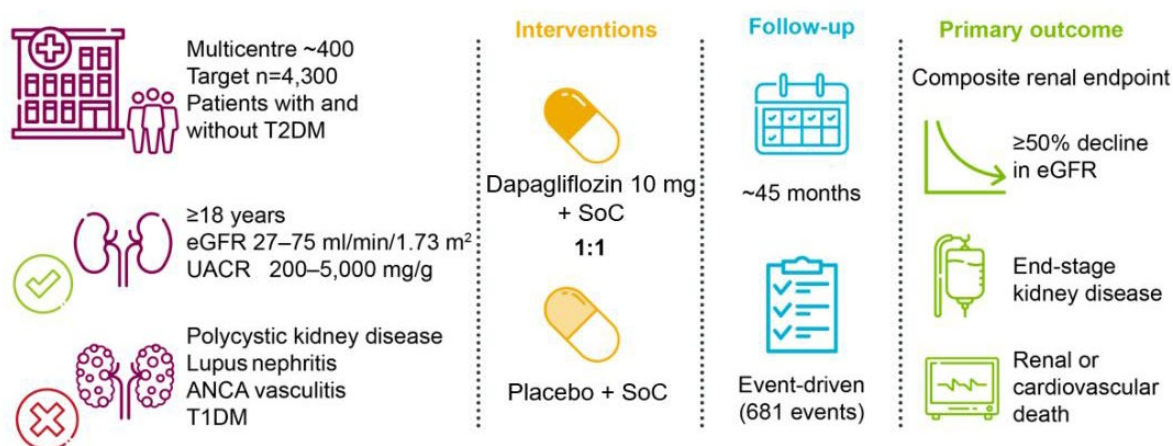 Multicentre ~400
Target n=4,300
Patients with and
without T2DM
≥18 years
eGFR 27–75 ml/min/1.73 m²
UACR 200–5,000 mg/g
Polycystic kidney disease
Lupus nephritis
ANCA vasculitis
T1DM
Interventions
Dapagliflozin 10 mg
+ SoC
1:1
Placebo + SoC
Follow-up
~45 months
Event-driven
(681 events)
Primary outcome
Composite renal endpoint
≥50% decline
in eGFR
End-stage
kidney disease
Renal or
cardiovascular
death